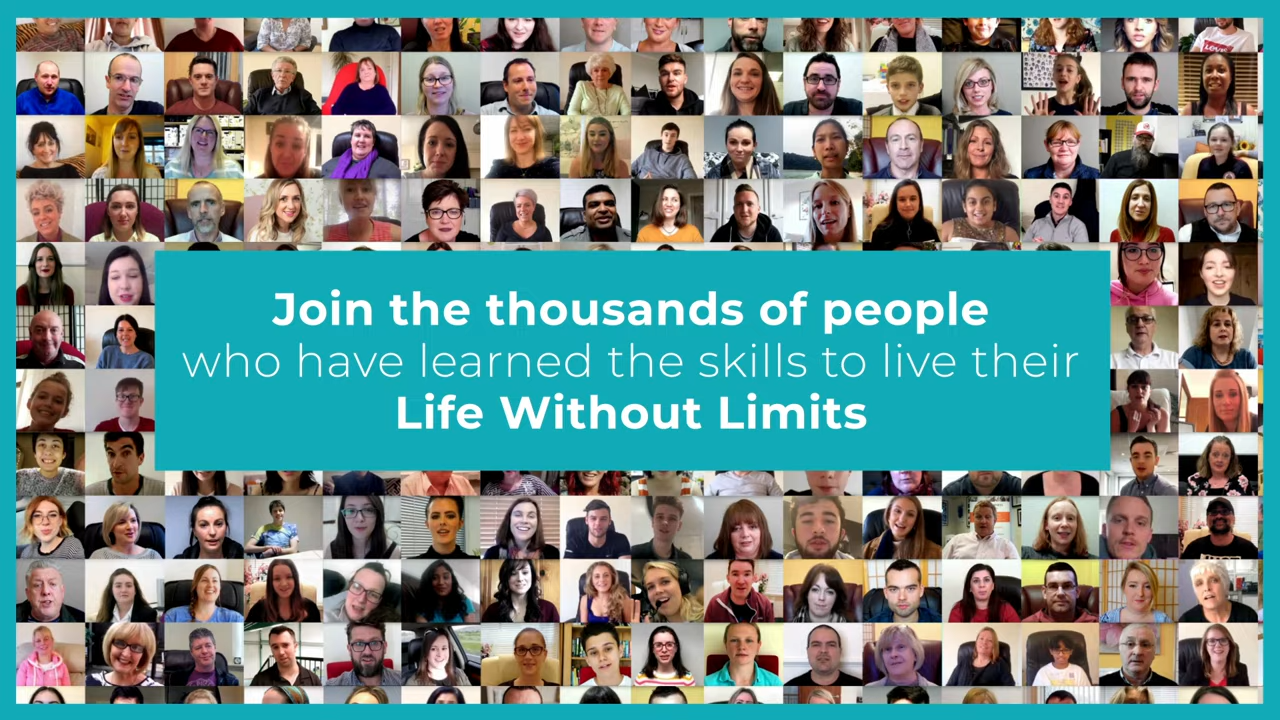 Join the thousands of people
who have learned the skills to live their
Life Without Limits